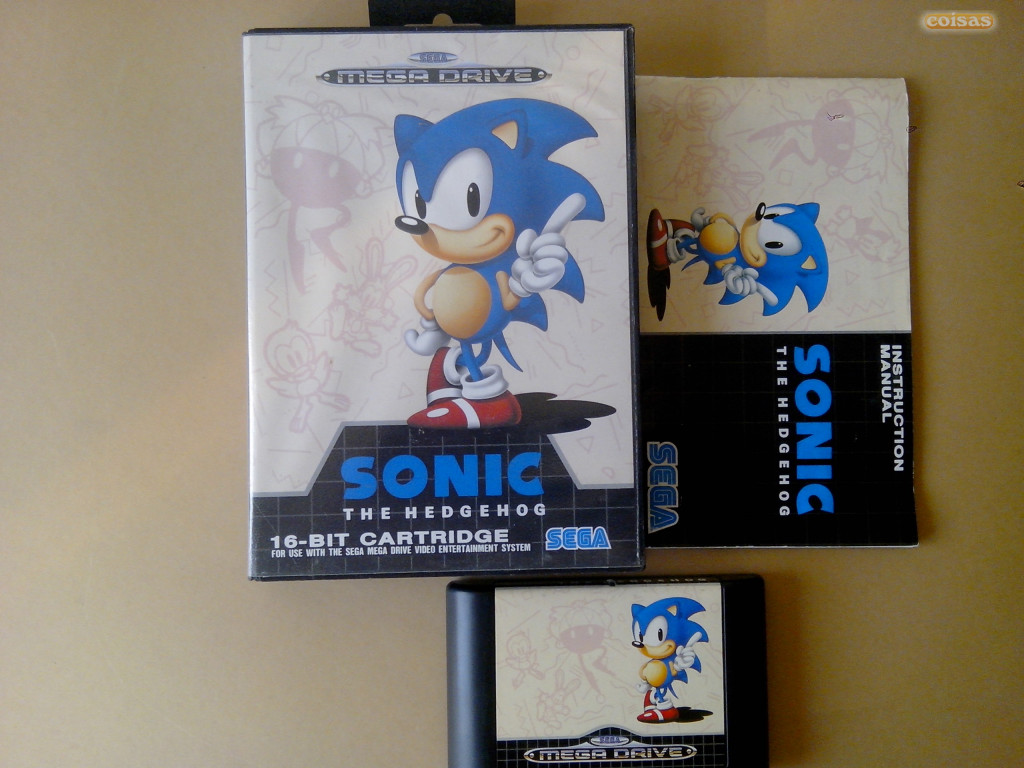 coisas
SEGA
MEGA DRIVE
SONIC
THE HEDGEHOG
16-BIT CARTRIDGE
FOR USE WITH THE SEGA MEGA DRIVE VIDEO ENTERTAINMENT SYSTEM
SEGA
INSTRUCTION
MANUAL
SONIC
THE HEDGEHOG
SEGA
SEGA
MEGA DRIVE